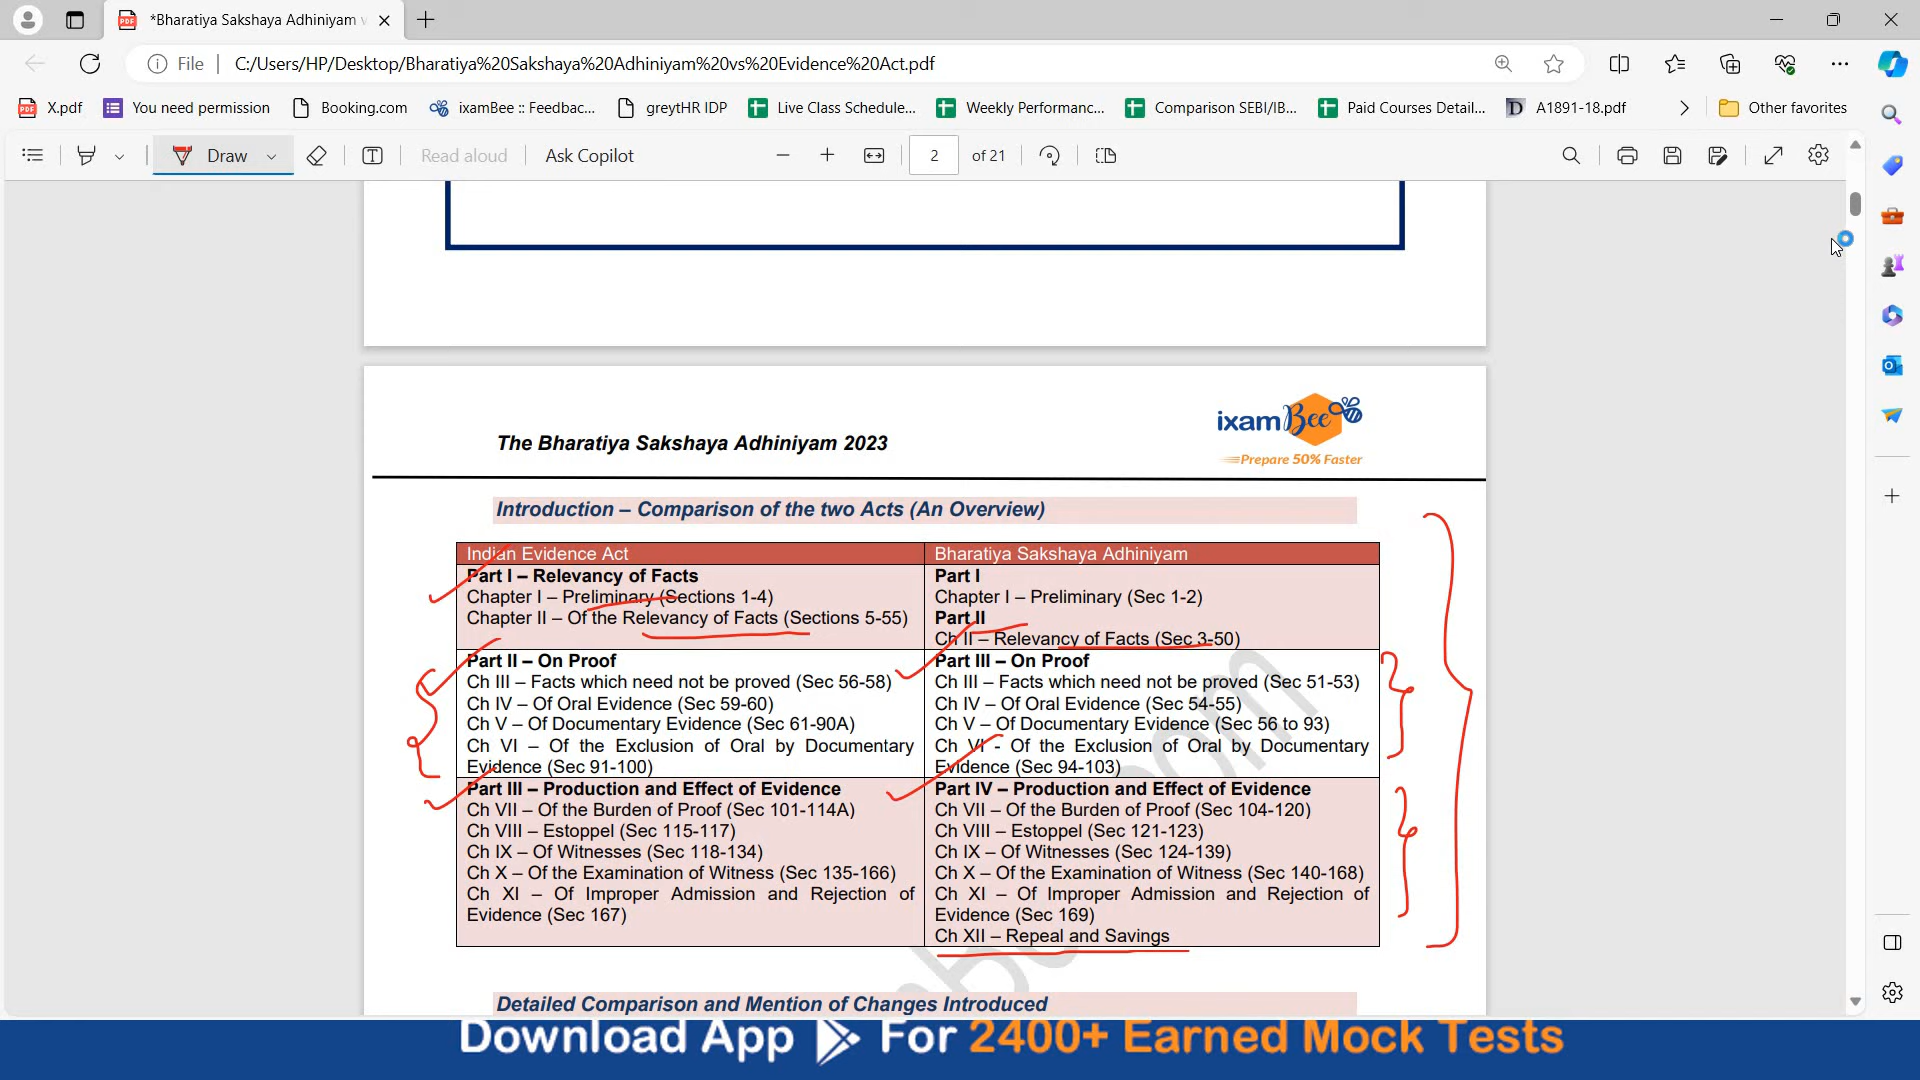 *Bharatiya Sakshaya Adhiniyam v
File
C:/Users/HP/Desktop/Bharatiya%20Sakshaya%20Adhiniyam%20vs%20Evidence%20Act.pdf
X.pdf
You need permission
Booking.com
ixamBee :: Feedbac...
greytHR IDP
Live Class Schedule...
Weekly Performanc...
Comparison SEBI/IB...
Paid Courses Detail...
A1891-18.pdf
Other favorites
Draw
Read aloud
Ask Copilot
2
of 21
The Bharatiya Sakshaya Adhiniyam 2023
ixamBee
Prepare 50% Faster
Introduction – Comparison of the two Acts (An Overview)
Indian Evidence Act
Bharatiya Sakshaya Adhiniyam
Part I – Relevancy of Facts
Chapter I – Preliminary (Sections 1-4)
Chapter II – Of the Relevancy of Facts (Sections 5-55)
Part I
Chapter I – Preliminary (Sec 1-2)
Part II
Ch II – Relevancy of Facts (Sec 3-50)
Part II – On Proof
Ch III – Facts which need not be proved (Sec 56-58)
Ch IV – Of Oral Evidence (Sec 59-60)
Ch V – Of Documentary Evidence (Sec 61-90A)
Ch VI – Of the Exclusion of Oral by Documentary
Evidence (Sec 91-100)
Part III – On Proof
Ch III – Facts which need not be proved (Sec 51-53)
Ch IV – Of Oral Evidence (Sec 54-55)
Ch V – Of Documentary Evidence (Sec 56 to 93)
Ch VI - Of the Exclusion of Oral by Documentary
Evidence (Sec 94-103)
Part III – Production and Effect of Evidence
Ch VII – Of the Burden of Proof (Sec 101-114A)
Ch VIII – Estoppel (Sec 115-117)
Ch IX – Of Witnesses (Sec 118-134)
Ch X – Of the Examination of Witness (Sec 135-166)
Ch XI – Of Improper Admission and Rejection of
Evidence (Sec 167)
Part IV – Production and Effect of Evidence
Ch VII – Of the Burden of Proof (Sec 104-120)
Ch VIII – Estoppel (Sec 121-123)
Ch IX – Of Witnesses (Sec 124-139)
Ch X – Of the Examination of Witness (Sec 140-168)
Ch XI – Of Improper Admission and Rejection of
Evidence (Sec 169)
Ch XII – Repeal and Savings
Detailed Comparison and Mention of Changes Introduced
Download App For 2400+ Earned Mock Tests